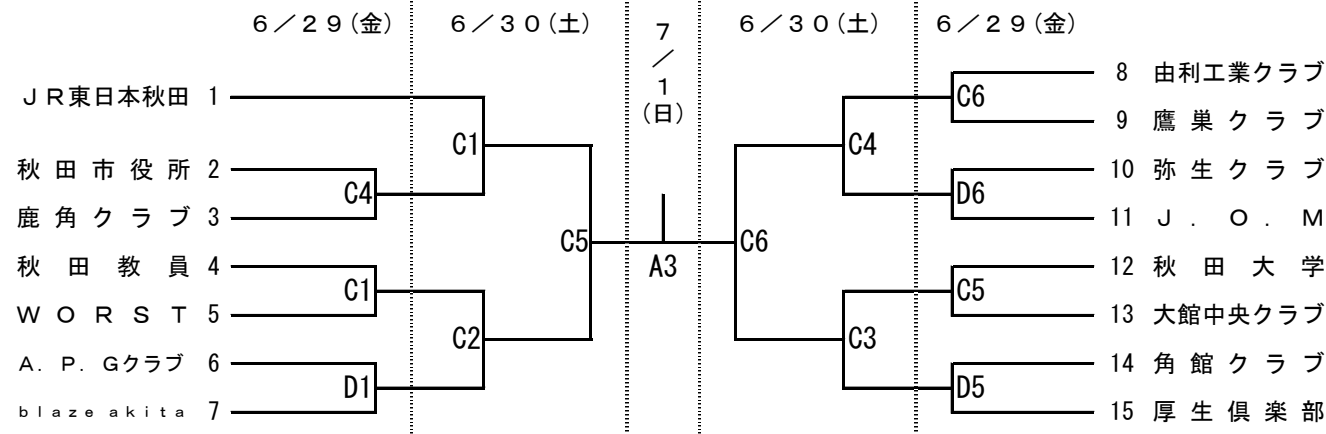 6／29(金) 6／30(土) 7／1(日) 6／30(土) 6／29(金)
JR東日本秋田 1
秋田市役所 2
鹿角クラブ 3
秋田教員 4
WORST 5
A．P．Gクラブ 6
blaze akita 7
C4
C1
D1
C1
C2
C5
A3
C6
C4
C3
C6
D6
C5
D5
8 由利工業クラブ
9 鷹巣クラブ
10 弥生クラブ
11 J．O．M
12 秋田大学
13 大館中央クラブ
14 角館クラブ
15 厚生倶楽部